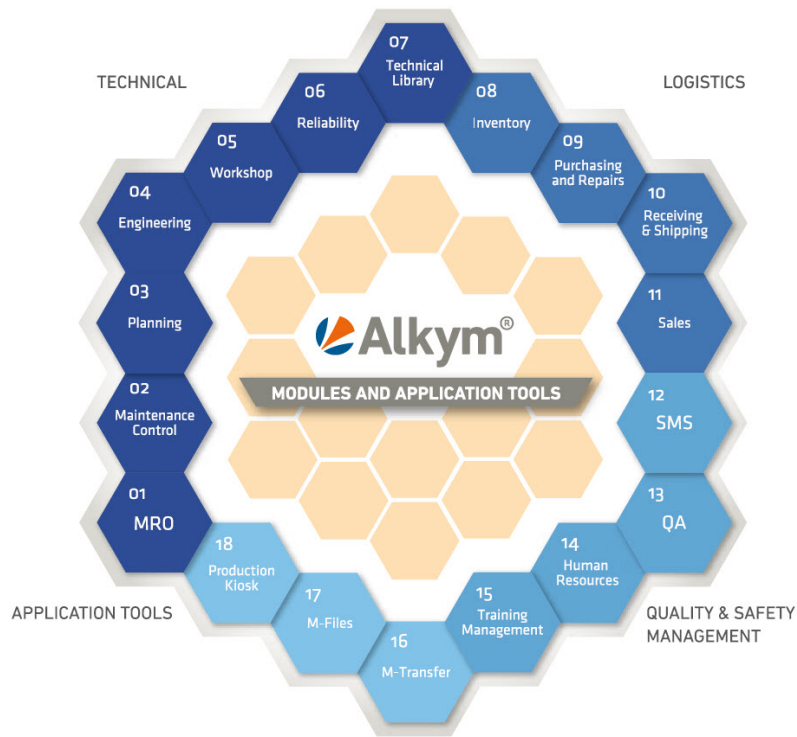 TECHNICAL
LOGISTICS
07
Technical
Library
06
Reliability
08
Inventory
05
Workshop
09
Purchasing
and Repairs
04
Engineering
10
Receiving
& Shipping
03
Planning
11
Sales
Alkym®
MODULES AND APPLICATION TOOLS
02
Maintenance
Control
12
SMS
01
MRO
13
QA
18
Production
Kiosk
14
Human
Resources
17
M-Files
15
Training
Management
16
M-Transfer
APPLICATION TOOLS
QUALITY & SAFETY
MANAGEMENT